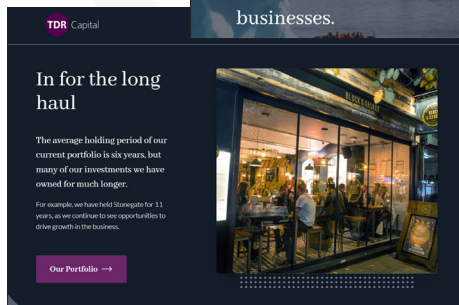 businesses.
TDR Capital
In for the long
haul
The average holding period of our
current portfolio is six years, but
many of our investments we have
owned for much longer.
For example, we have held Stonegate for 11
years, as we continue to see opportunities to
drive growth in the business.
Our Portfolio →
BLOCK & GASKET